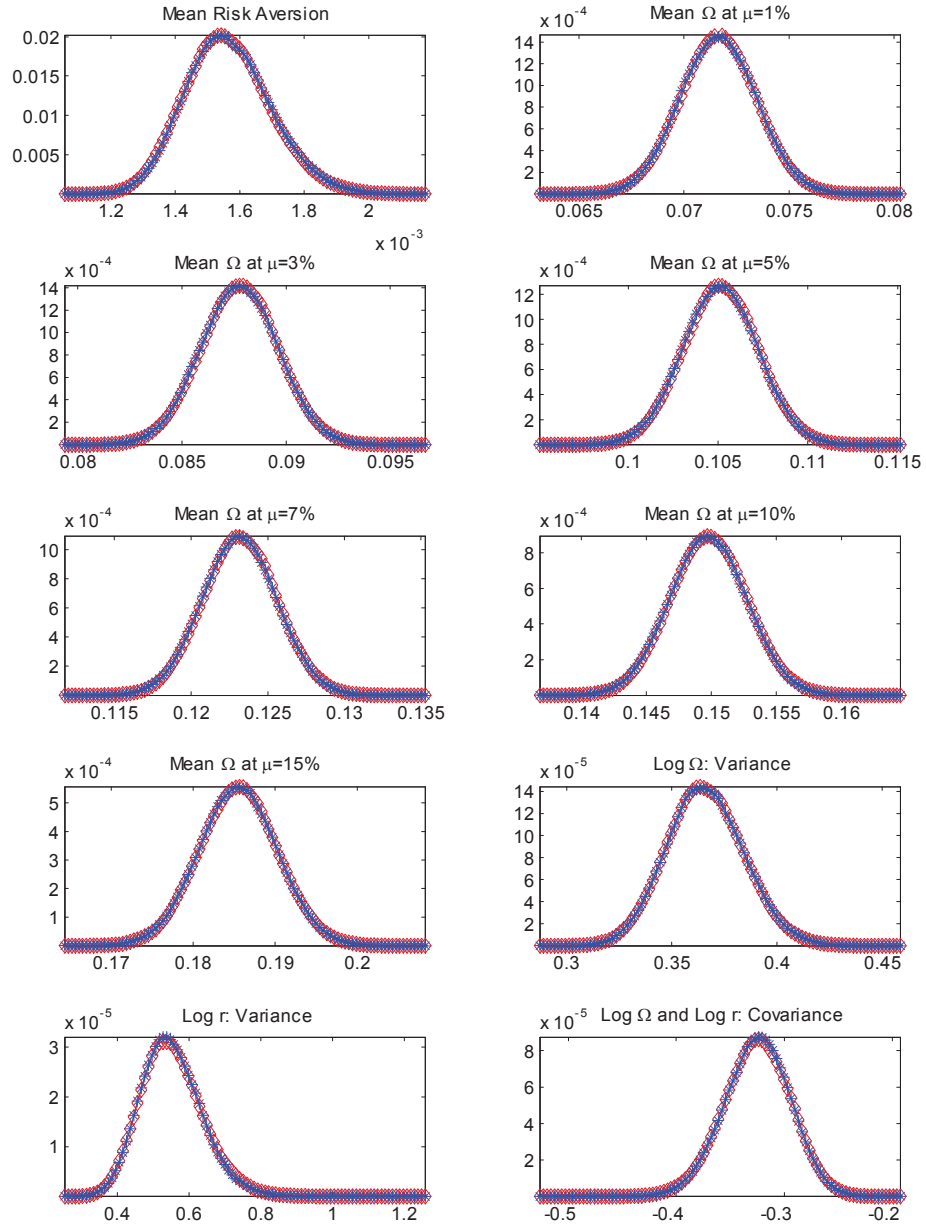 Mean Risk Aversion
0.02
0.015
0.01
0.005
1.2 1.4 1.6 1.8 2
x 10-3
Mean Ω at μ=1%
x 10-4
14
12
10
8
6
4
2
0.065 0.07 0.075 0.08
Mean Ω at μ=3%
x 10-4
14
12
10
8
6
4
2
0.08 0.085 0.09 0.095
Mean Ω at μ=5%
x 10-4
12
10
8
6
4
2
0.1 0.105 0.11 0.115
Mean Ω at μ=7%
x 10-4
10
8
6
4
2
0.115 0.12 0.125 0.13 0.135
Mean Ω at μ=10%
x 10-4
8
6
4
2
0.14 0.145 0.15 0.155 0.16
Mean Ω at μ=15%
x 10-4
5
4
3
2
1
0.17 0.18 0.19 0.2
Log Ω: Variance
x 10-5
14
12
10
8
6
4
2
0.3 0.35 0.4 0.45
Log r: Variance
x 10-5
3
2
1
0.4 0.6 0.8 1 1.2
Log Ω and Log r: Covariance
x 10-5
8
6
4
2
-0.5 -0.4 -0.3 -0.2